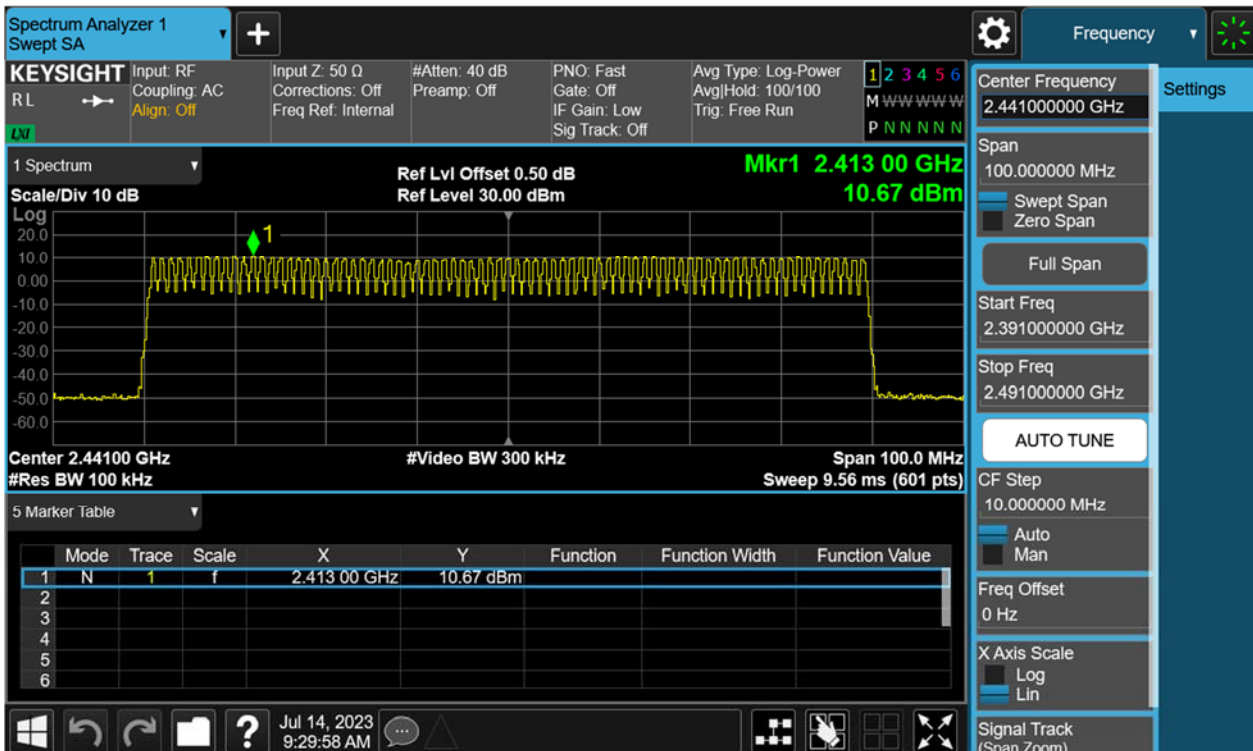 Spectrum Analyzer 1
Swept SA
+
Frequency
KEYSIGHT
RL
LXI
Input: RF
Coupling: AC
Align: Off
Input Z: 50 Ω
Corrections: Off
Freq Ref: Internal
#Atten: 40 dB
Preamp: Off
PNO: Fast
Gate: Off
IF Gain: Low
Sig Track: Off
Avg Type: Log-Power
Avg|Hold: 100/100
Trig: Free Run
1 2 3 4 5 6
M W W W W W
P N N N N N
1 Spectrum
Scale/Div 10 dB
Ref Lvl Offset 0.50 dB
Ref Level 30.00 dBm
Mkr1 2.413 00 GHz
10.67 dBm
Log
1
20.0
10.0
0.00
-10.0
-20.0
-30.0
-40.0
-50.0
-60.0
Center 2.44100 GHz
#Video BW 300 kHz
Span 100.0 MHz
#Res BW 100 kHz
Sweep 9.56 ms (601 pts)
5 Marker Table
Mode Trace Scale X Y Function Function Width Function Value
1 N 1 f 2.413 00 GHz 10.67 dBm
2
3
4
5
6
?
Jul 14, 2023
9:29:58 AM
Center Frequency
2.441000000 GHz
Span
100.000000 MHz
Swept Span
Zero Span
Full Span
Start Freq
2.391000000 GHz
Stop Freq
2.491000000 GHz
AUTO TUNE
CF Step
10.000000 MHz
Auto
Man
Freq Offset
0 Hz
X Axis Scale
Log
Lin
Signal Track
(Span Zoom)
Settings